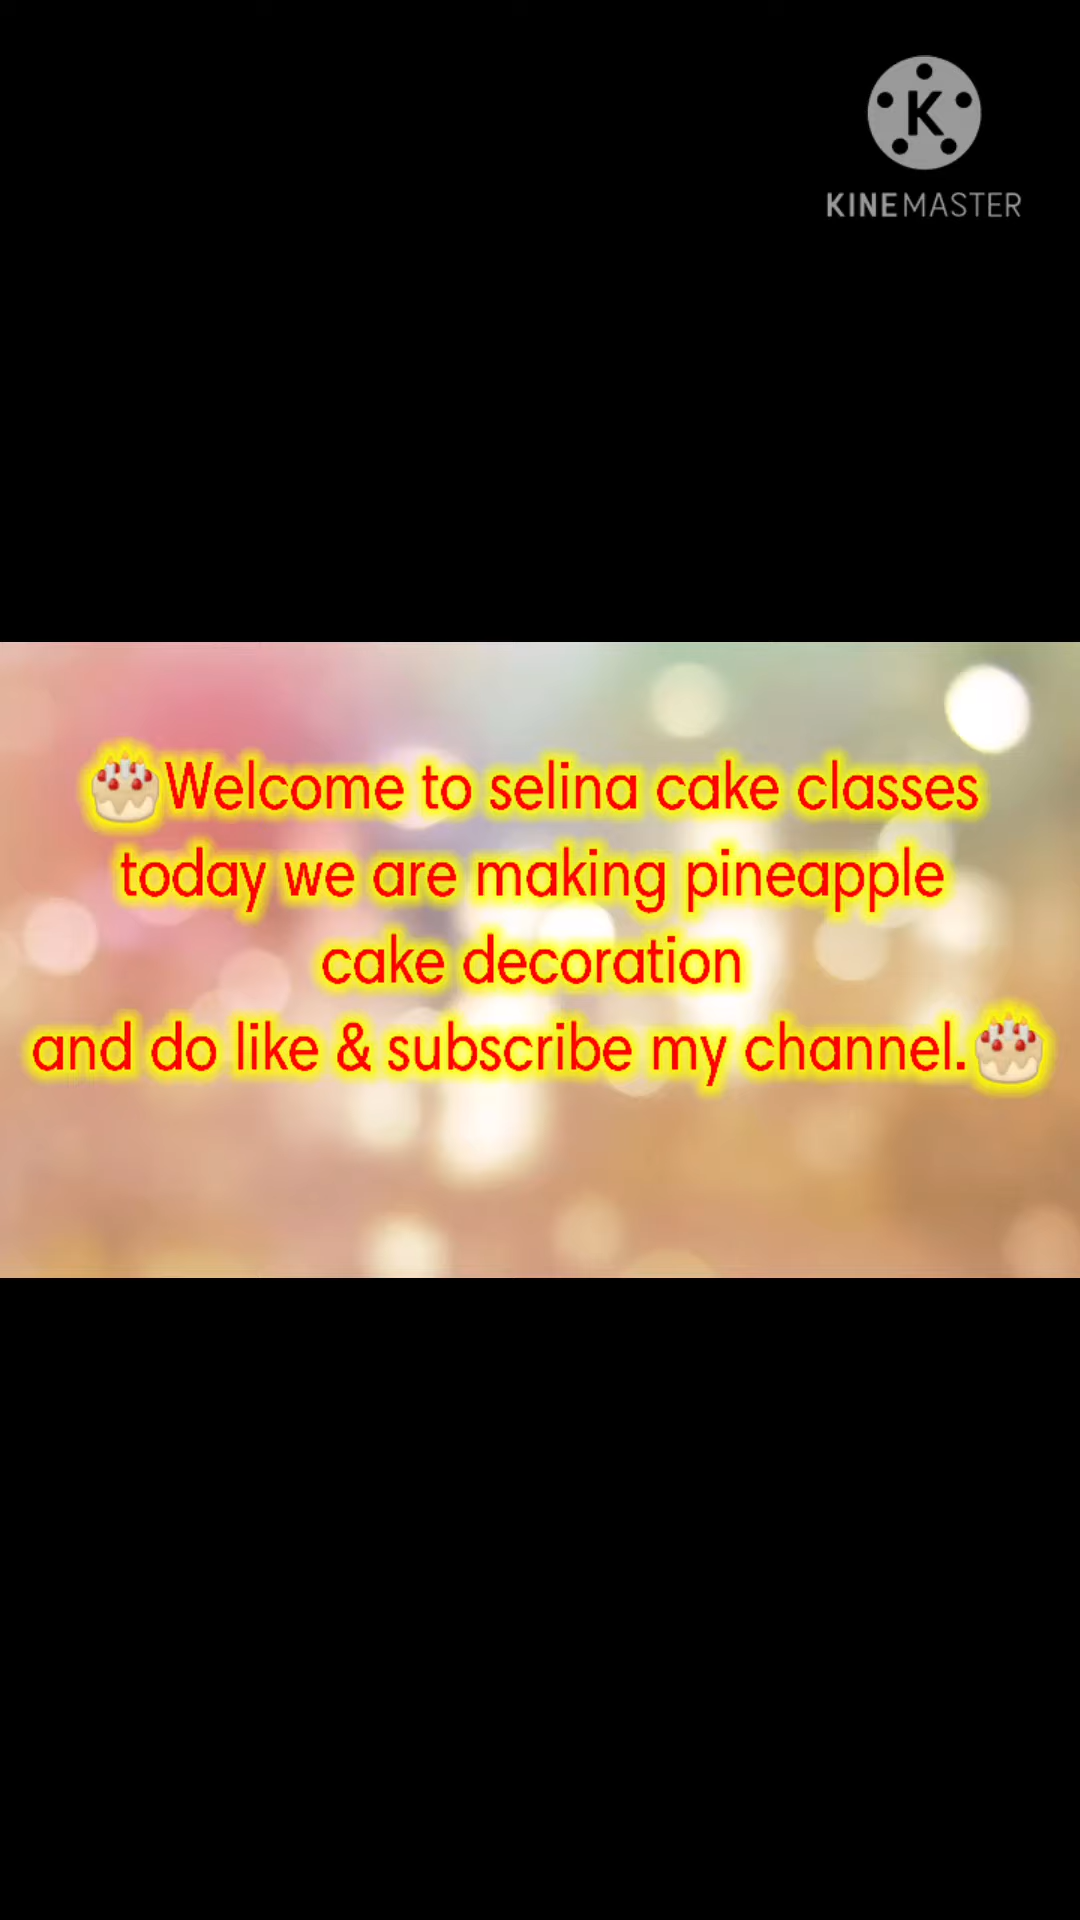 K
KINEMASTER
🎂Welcome to selina cake classes
today we are making pineapple
cake decoration
and do like & subscribe my channel.🎂